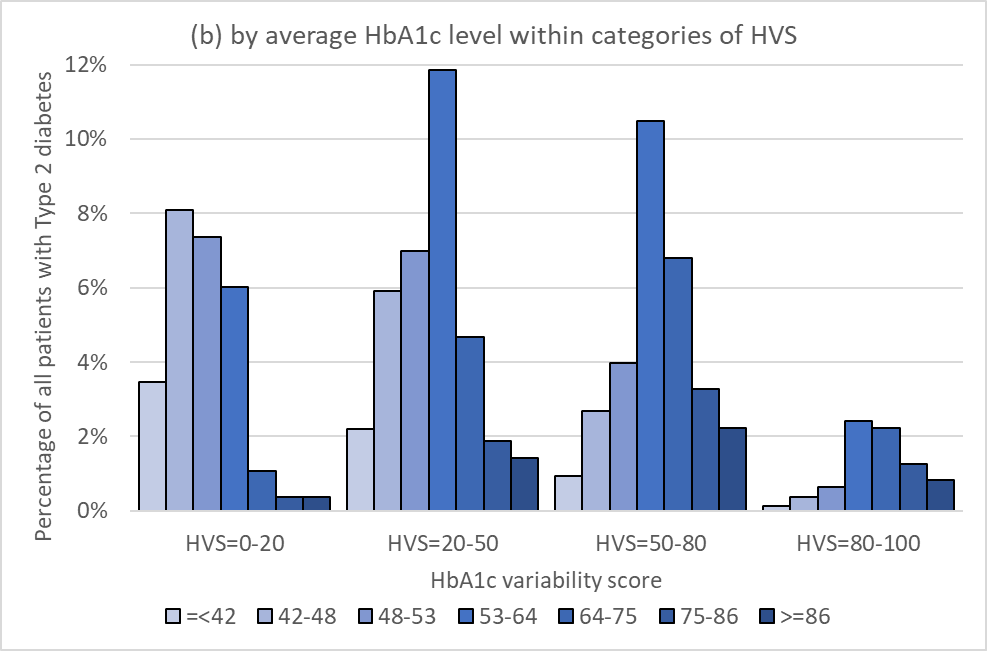 (b) by average HbA1c level within categories of HVS
Percentage of all patients with Type 2 diabetes
12%
10%
8%
6%
4%
2%
0%
HVS=0-20 HVS=20-50 HVS=50-80 HVS=80-100
HbA1c variability score
=<42 42-48 48-53 53-64 64-75 75-86 >=86